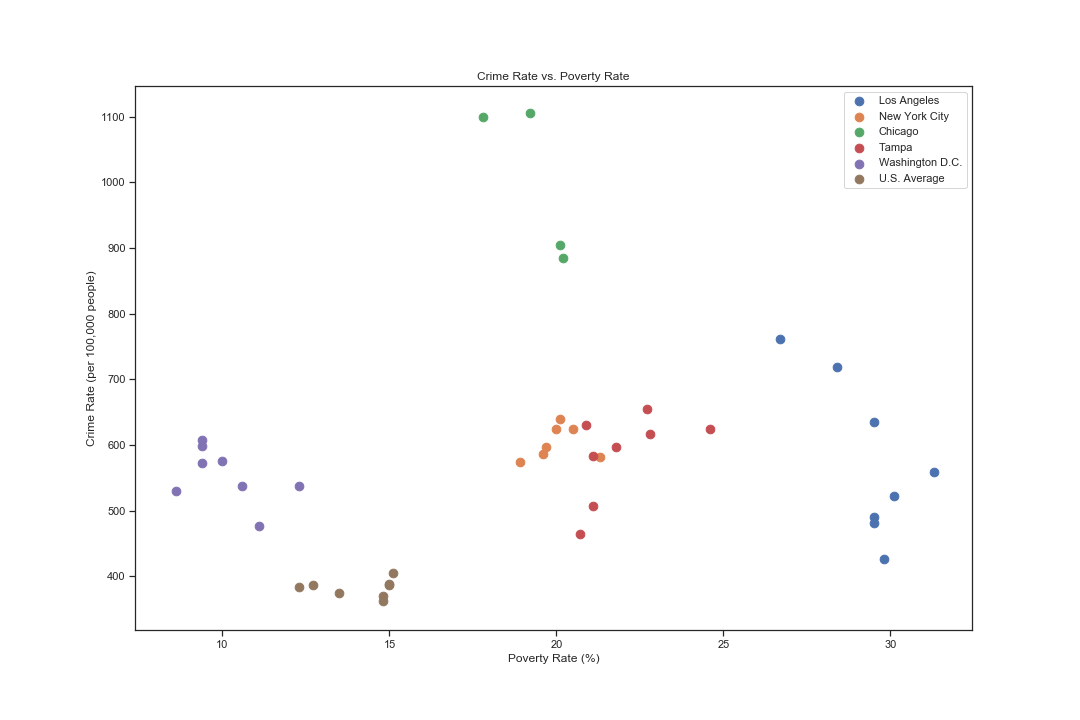 Crime Rate vs. Poverty Rate
Los Angeles
New York City
Chicago
Tampa
Washington D.C.
U.S. Average
1100
1000
900
800
700
600
500
400
Crime Rate (per 100,000 people)
10
15
20
25
30
Poverty Rate (%)